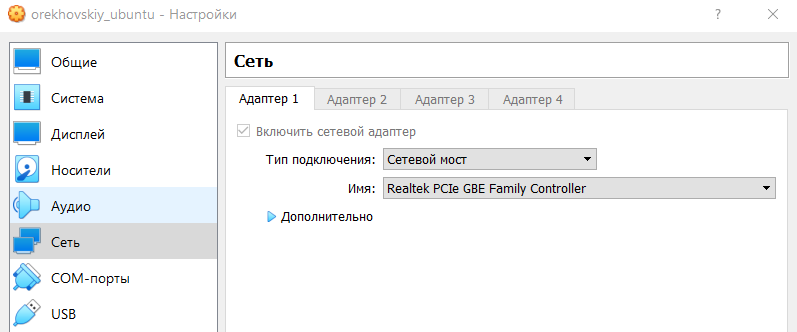 orekhovskiy_ubuntu - Настройки
?
Общие
Система
Дисплей
Носители
Аудио
Сеть
COM-порты
USB
Сеть
Адаптер 1 Адаптер 2 Адаптер 3 Адаптер 4
Включить сетевой адаптер
Тип подключения: Сетевой мост
Имя: Realtek PCIe GBE Family Controller
Дополнительно